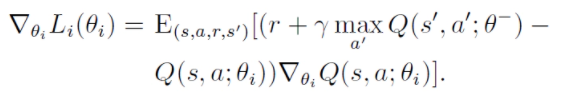 ∇_{θ_i} L_i(θ_i) = E_{(s,a,r,s′)}[(r + γ max_{a′} Q(s′, a′; θ⁻) −
Q(s, a; θ_i))∇_{θ_i} Q(s, a; θ_i)].